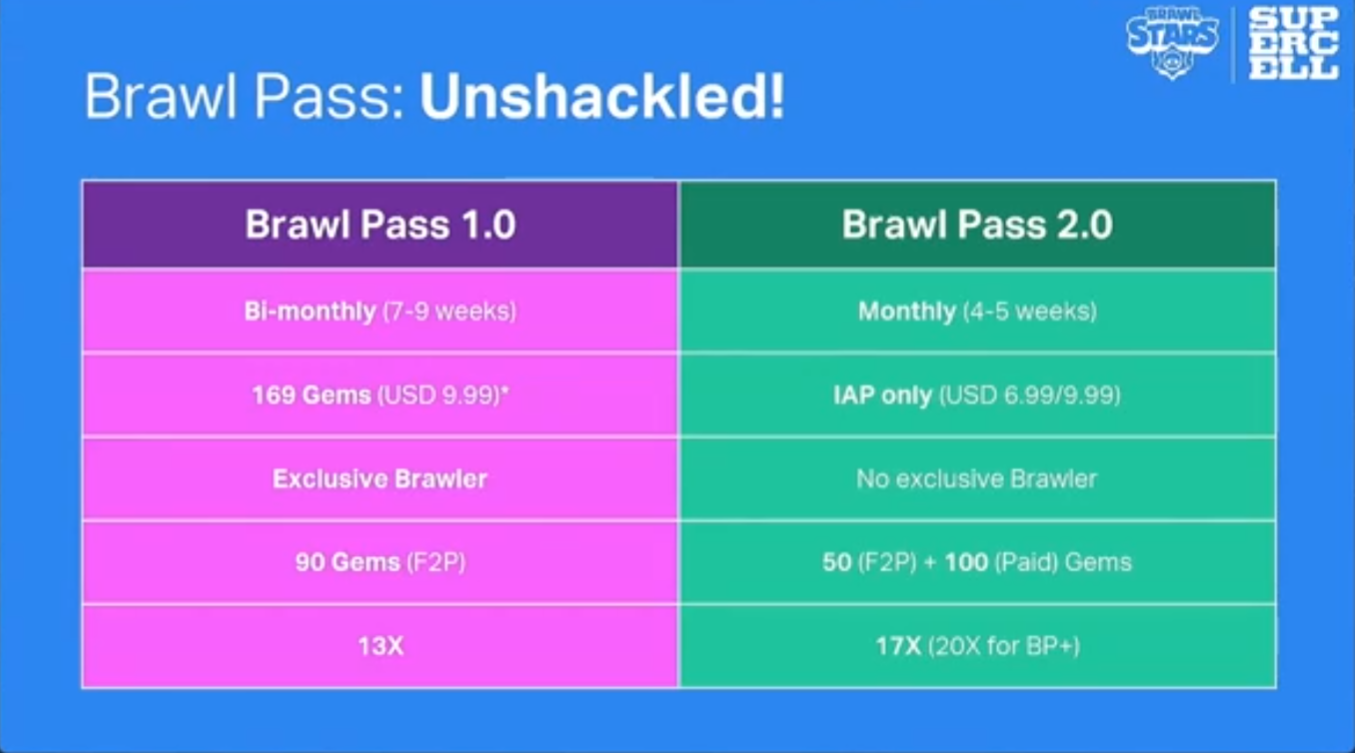 BRAWL
STARS
SUP
ERC
ELL
Brawl Pass: Unshackled!
Brawl Pass 1.0
Brawl Pass 2.0
Bi-monthly (7-9 weeks)
Monthly (4-5 weeks)
169 Gems (USD 9.99)*
IAP only (USD 6.99/9.99)
Exclusive Brawler
No exclusive Brawler
90 Gems (F2P)
50 (F2P) + 100 (Paid) Gems
13X
17X (20X for BP+)